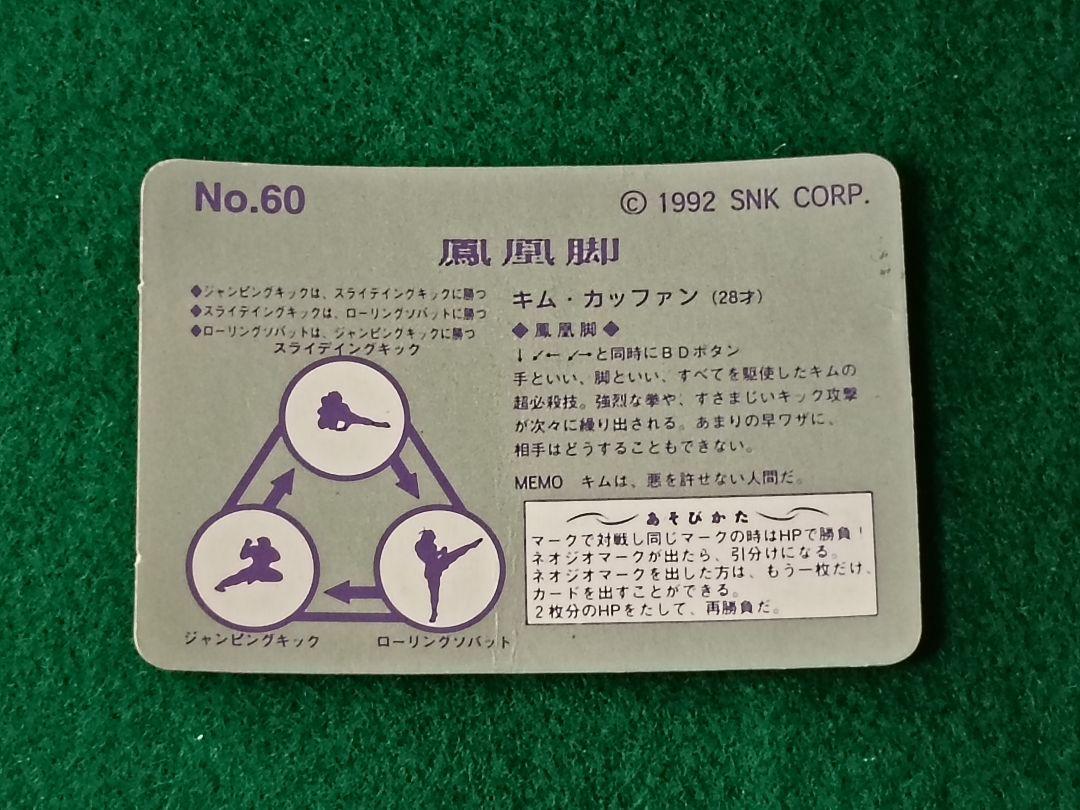 No.60
© 1992 SNK CORP.
鳳凰脚
◆ジャンピングキックは、スライデイングキックに勝つ
◆スライデイングキックは、ローリングソバットに勝つ
◆ローリングソバットは、ジャンピングキックに勝つ
スライデイングキック
ジャンピングキック
ローリングソバット
キム・カッファン（28才）
◆鳳凰脚◆
↓↙← ↙→と同時にＢＤボタン
手といい、脚といい、すべてを駆使したキムの
超必殺技。強烈な拳や、すさまじいキック攻撃
が次々に繰り出される。あまりの早ワザに、
相手はどうすることもできない。
MEMO キムは、悪を許せない人間だ。
あそびかた
マークで対戦し同じマークの時はHPで勝負！
ネオジオマークが出たら、引分けになる。
ネオジオマークを出した方は、もう一枚だけ、
カードを出すことができる。
２枚分のHPをたして、再勝負だ。